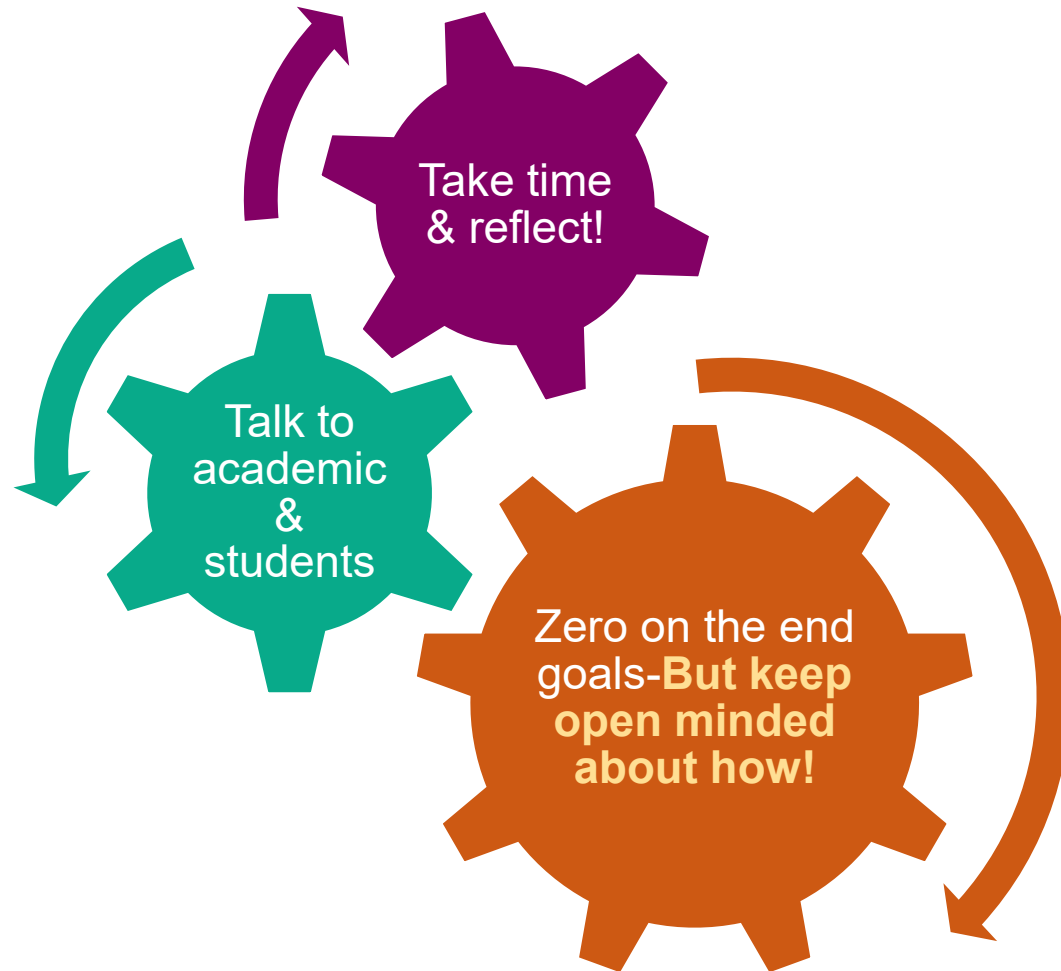 Take time
& reflect!
Talk to
academic
&
students
Zero on the end
goals-But keep
open minded
about how!